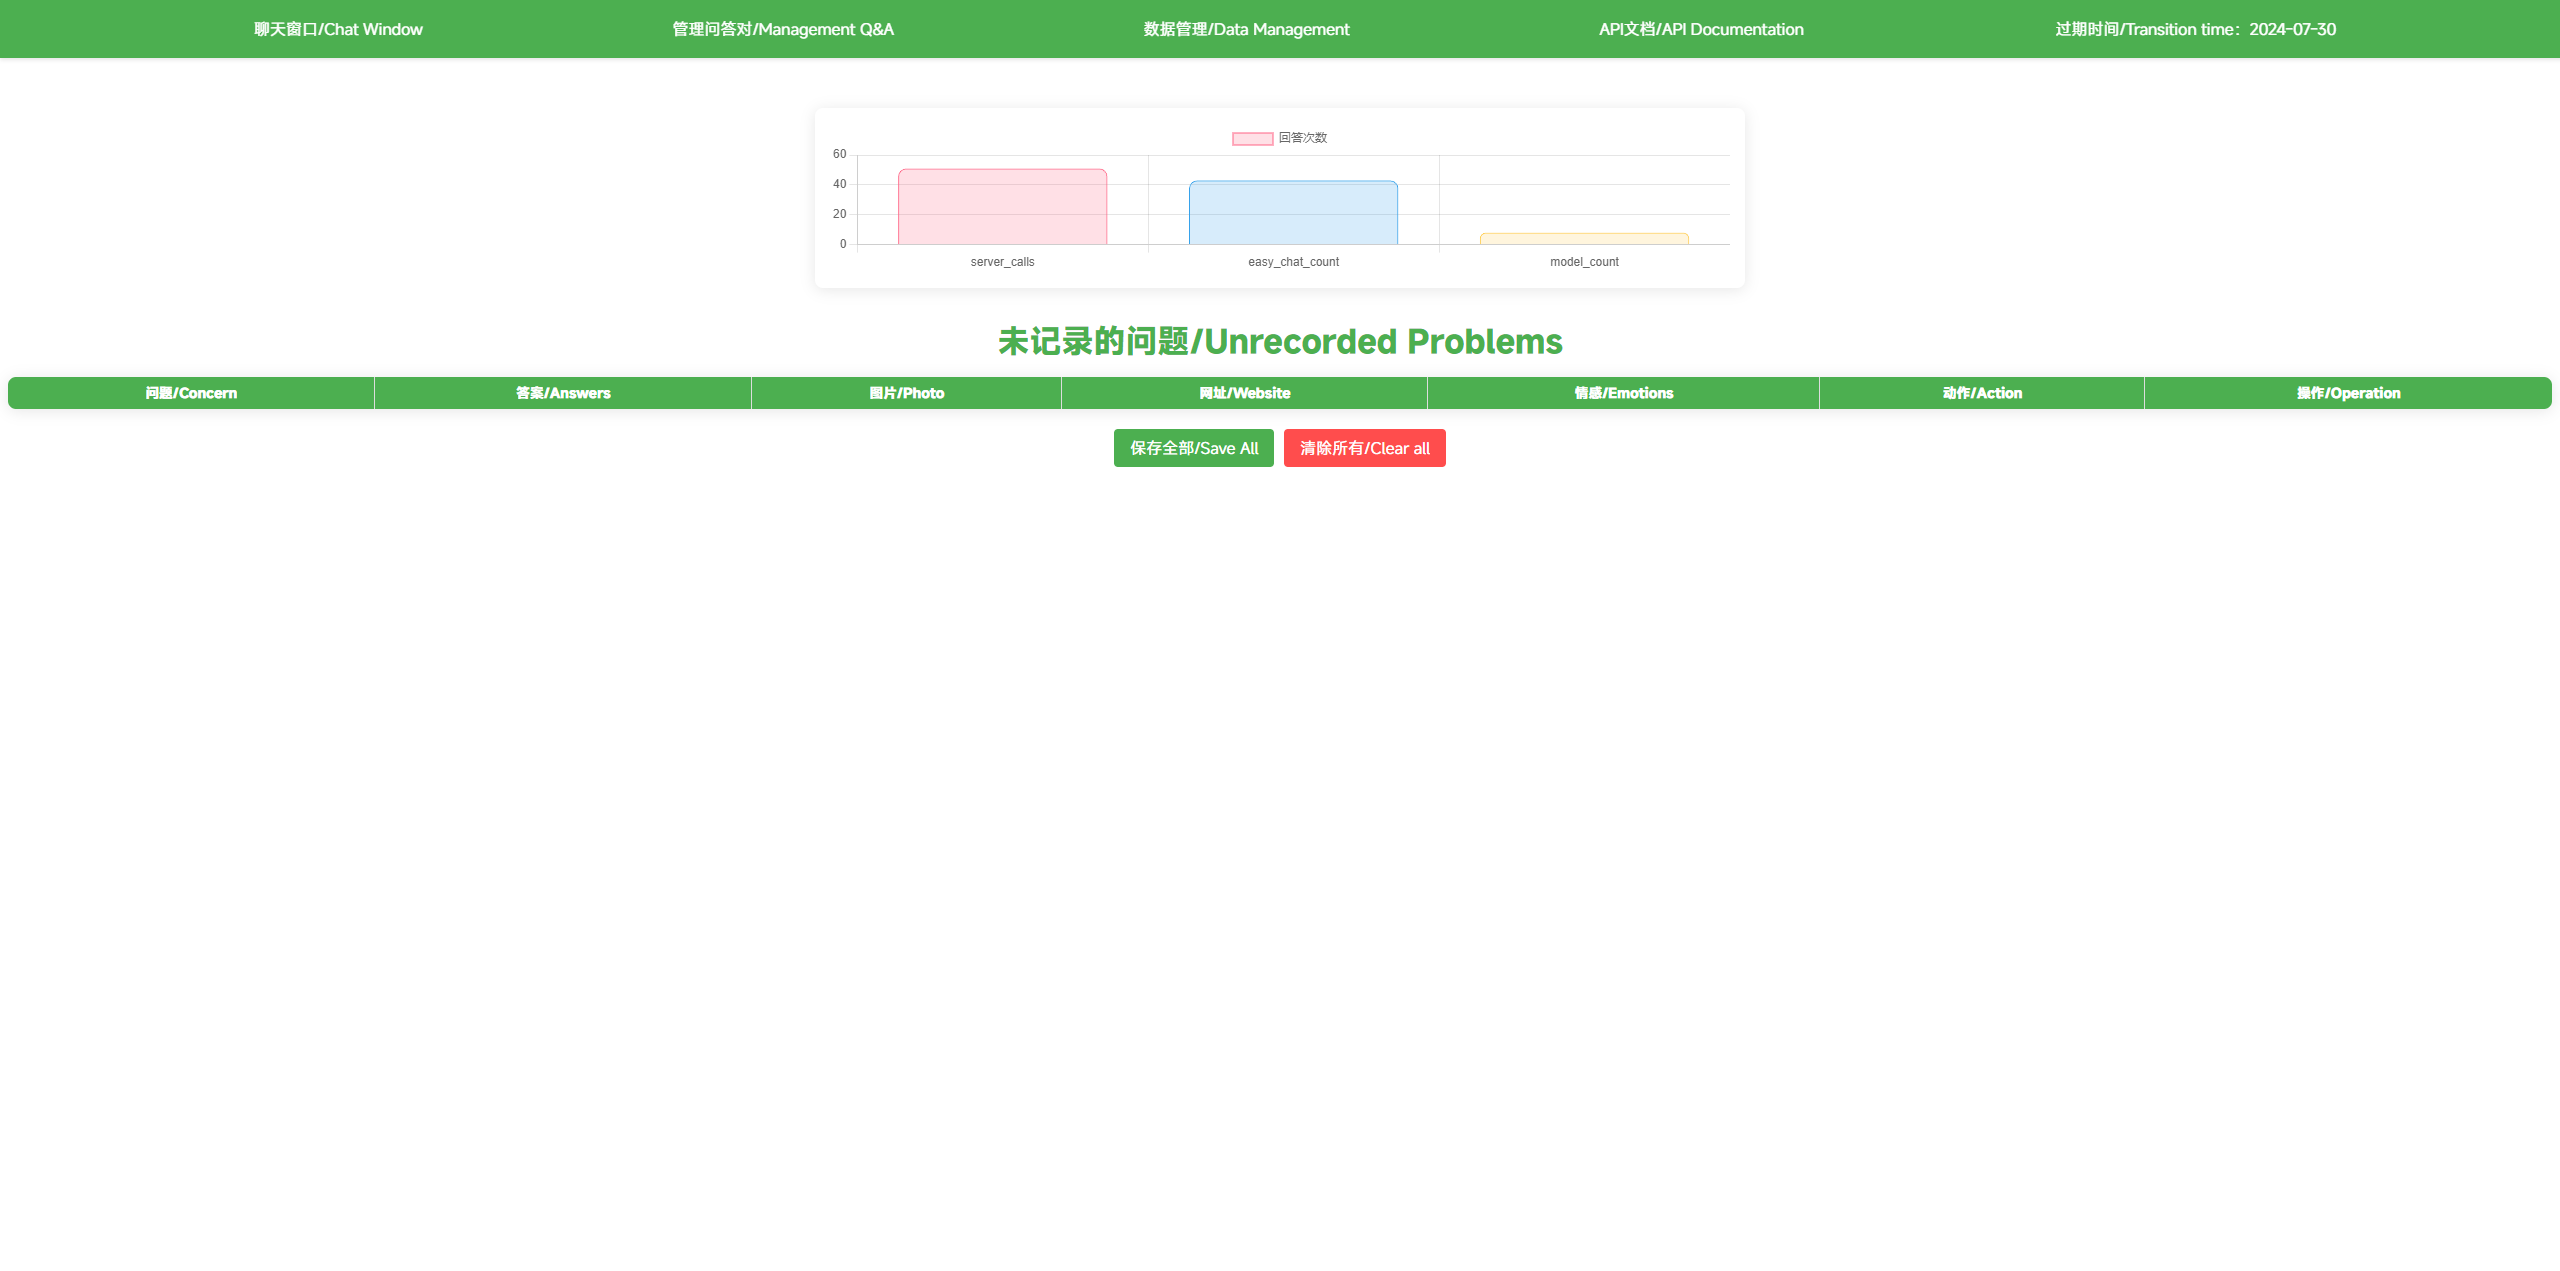 聊天窗口/Chat Window 管理问答对/Management Q&A 数据管理/Data Management API文档/API Documentation 过期时间/Transition time：2024-07-30
回答次数
60
40
20
0
server_calls easy_chat_count model_count
未记录的问题/Unrecorded Problems
问题/Concern 答案/Answers 图片/Photo 网址/Website 情感/Emotions 动作/Action 操作/Operation
保存全部/Save All 清除所有/Clear all